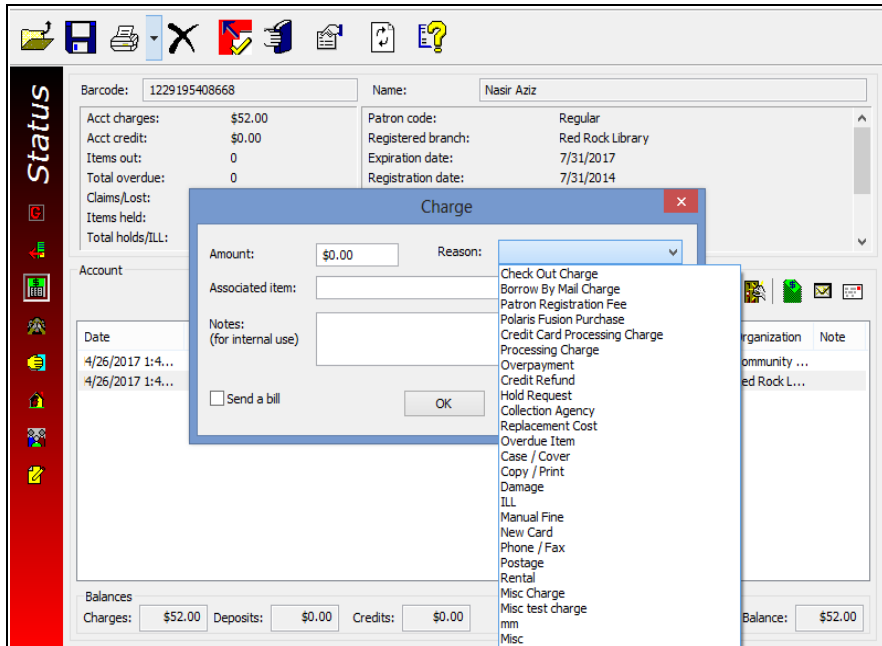 Status
Barcode: 1229195408668 Name: Nasir Aziz
Acct charges: $52.00 Patron code: Regular
Acct credit: $0.00 Registered branch: Red Rock Library
Items out: 0 Expiration date: 7/31/2017
Total overdue: 0 Registration date: 7/31/2014
Claims/Lost:
Items held:
Total holds/ILL:
Charge
Amount: $0.00 Reason:
Associated item:
Notes:
(for internal use)
Send a bill
OK
Check Out Charge
Borrow By Mail Charge
Patron Registration Fee
Polaris Fusion Purchase
Credit Card Processing Charge
Processing Charge
Overpayment
Credit Refund
Hold Request
Collection Agency
Replacement Cost
Overdue Item
Case / Cover
Copy / Print
Damage
ILL
Manual Fine
New Card
Phone / Fax
Postage
Rental
Misc Charge
Misc test charge
mm
Misc
Account
Date rganization Note
4/26/2017 1:4... ommunity ...
4/26/2017 1:4... ed Rock L...
Balances
Charges: $52.00 Deposits: $0.00 Credits: $0.00 Balance: $52.00